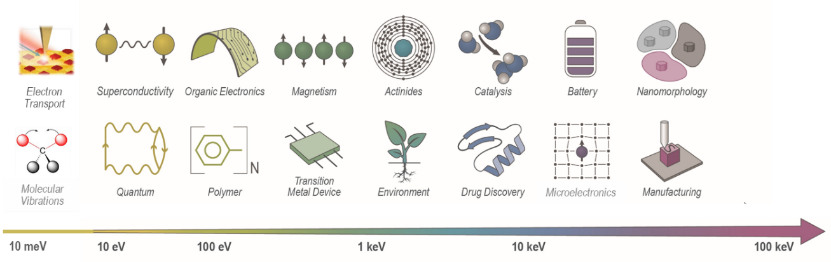 Electron
Transport
Superconductivity
Organic Electronics
Magnetism
Actinides
Catalysis
Battery
Nanomorphology
C
N
Molecular
Vibrations
Quantum
Polymer
Transition
Metal Device
Environment
Drug Discovery
Microelectronics
Manufacturing
10 meV
10 eV
100 eV
1 keV
10 keV
100 keV